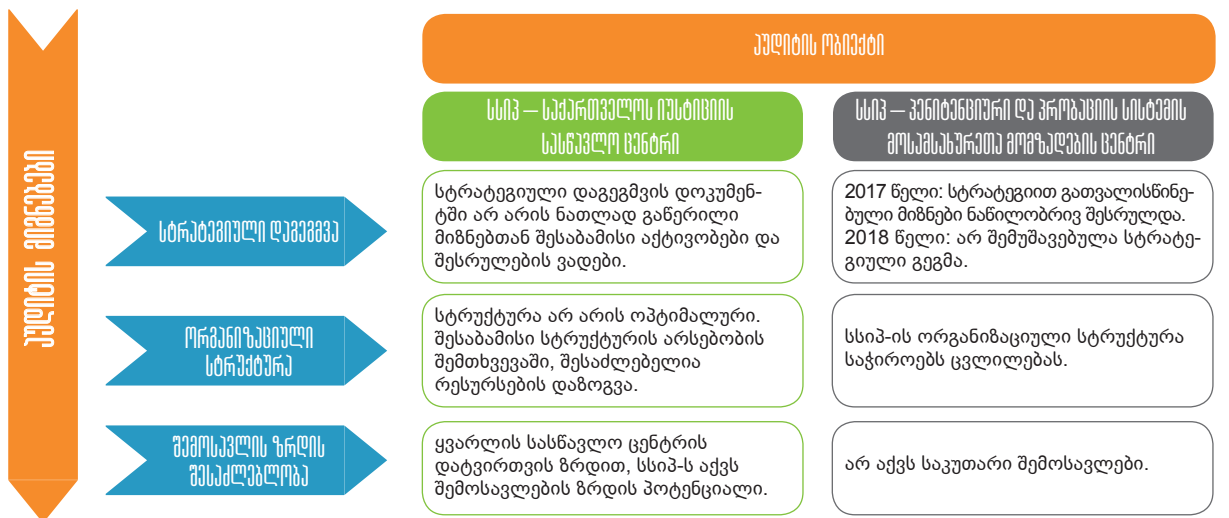 აუდიტის ობიექტი
სსიპ – საქართველოს იუსტიციის
სასწავლო ცენტრი
სსიპ – პენიტენციური და პრობაციის სისტემის
მოსამსახურეთა მომზადების ცენტრი
აუდიტის მიგნებები
სტრატეგიული დაგეგმვა
სტრატეგიული დაგეგმვის დოკუმენ-
ტში არ არის ნათლად გაწერილი
მიზნებთან შესაბამისი აქტივობები და
შესრულების ვადები.
2017 წელი: სტრატეგიით გათვალისწინე-
ბული მიზნები ნაწილობრივ შესრულდა.
2018 წელი: არ შემუშავებულა სტრატე-
გიული გეგმა.
ორგანიზაციული
სტრუქტურა
სტრუქტურა არ არის ოპტიმალური.
შესაბამისი სტრუქტურის არსებობის
შემთხვევაში, შესაძლებელია
რესურსების დაზოგვა.
სსიპ-ის ორგანიზაციული სტრუქტურა
საჭიროებს ცვლილებას.
შემოსავლის ზრდის
შესაძლებლობა
ყვარლის სასწავლო ცენტრის
დატვირთვის ზრდით, სსიპ-ს აქვს
შემოსავლების ზრდის პოტენციალი.
არ აქვს საკუთარი შემოსავლები.